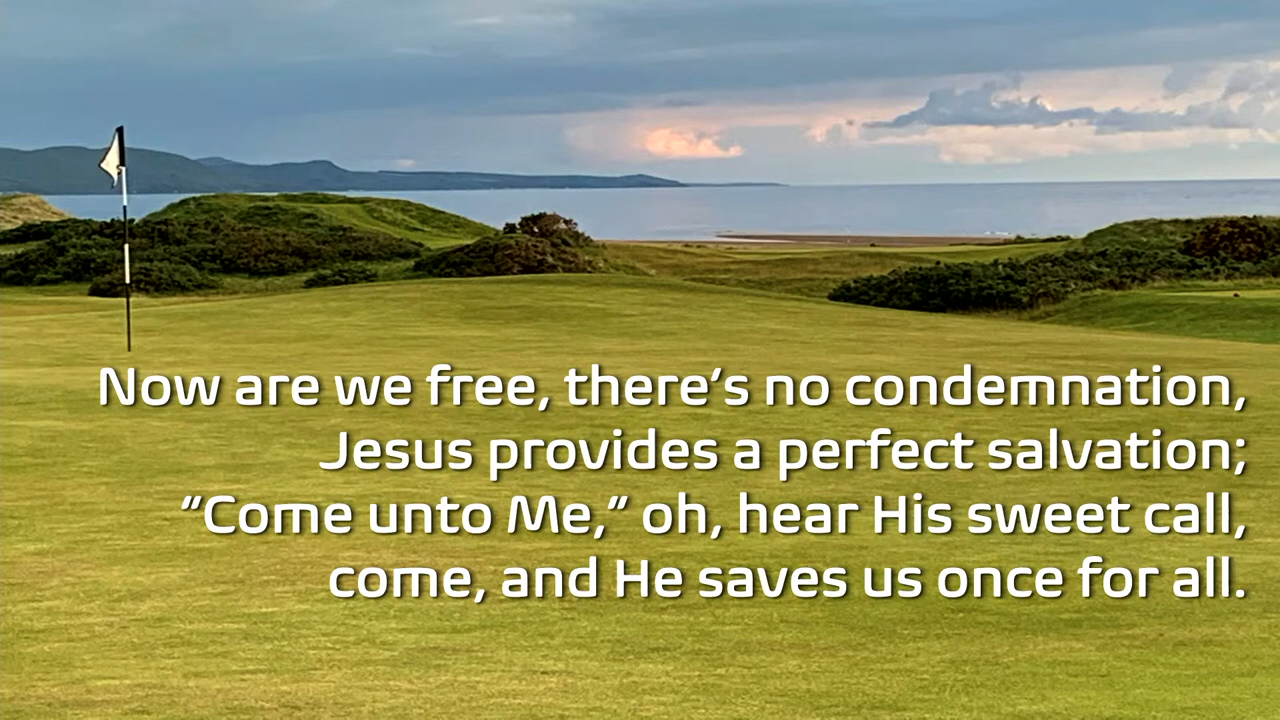 Now are we free, there’s no condemnation,
Jesus provides a perfect salvation;
“Come unto Me,” oh, hear His sweet call,
come, and He saves us once for all.